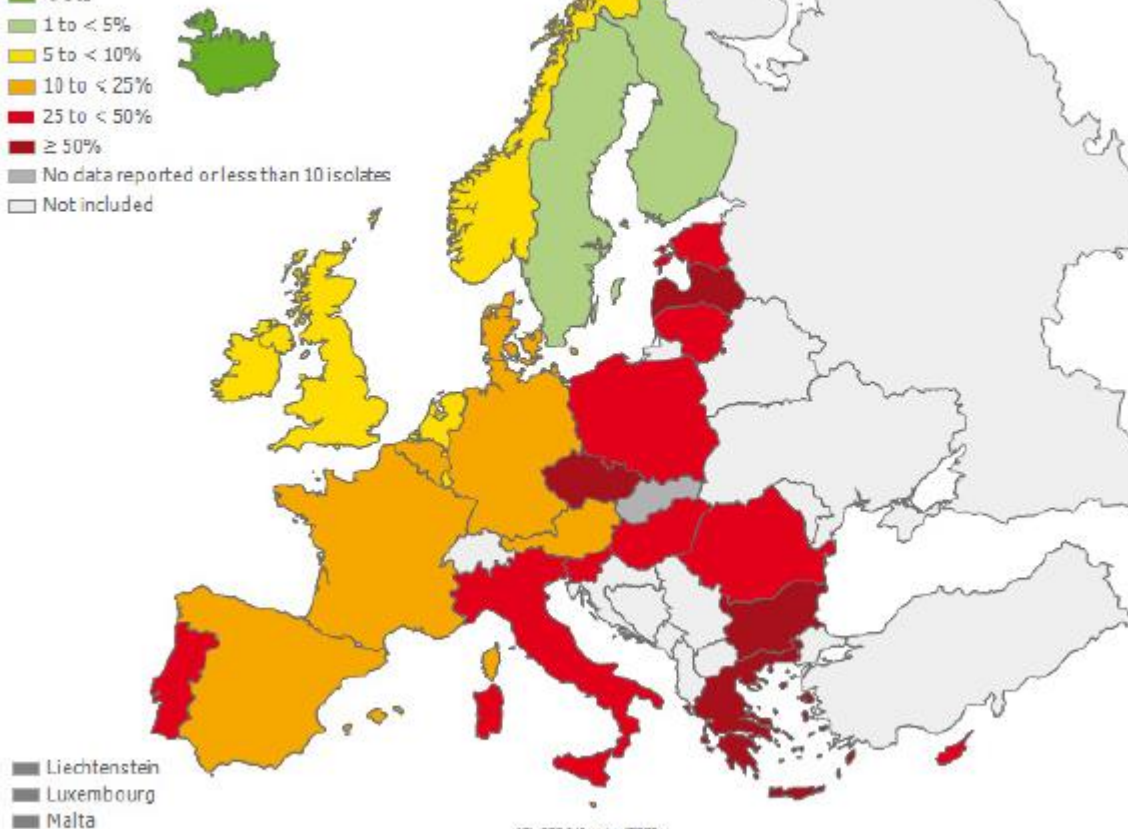 1 to < 5%
5 to < 10%
10 to < 25%
25 to < 50%
≥ 50%
No data reported or less than 10 isolates
Not included
Liechtenstein
Luxembourg
Malta